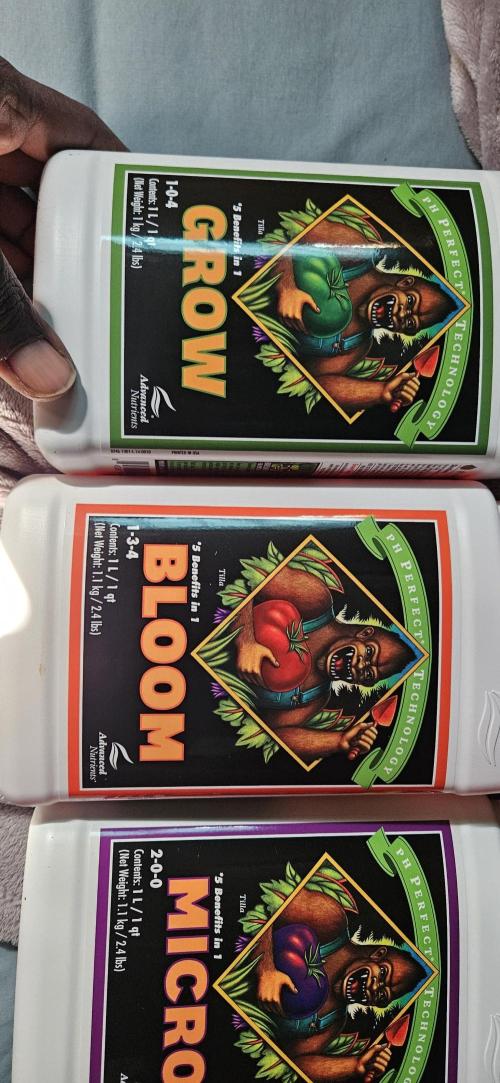 PH PERFECT® TECHNOLOGY
Tilla
*5 Benefits in 1
GROW
1-0-4
Contents: 1 L / 1 qt
(Net Weight: 1 kg / 2.4 lbs)
Advanced
Nutrients
PH PERFECT® TECHNOLOGY
Tilla
*5 Benefits in 1
BLOOM
1-3-4
Contents: 1 L / 1 qt
(Net Weight: 1.1 kg / 2.4 lbs)
Advanced
Nutrients
PH PERFECT® TECHNOLO
Tilla
*5 Benefits in 1
MICRO
2-0-0
Contents: 1 L / 1 qt
(Net Weight: 1.1 kg / 2.4 lbs)
A